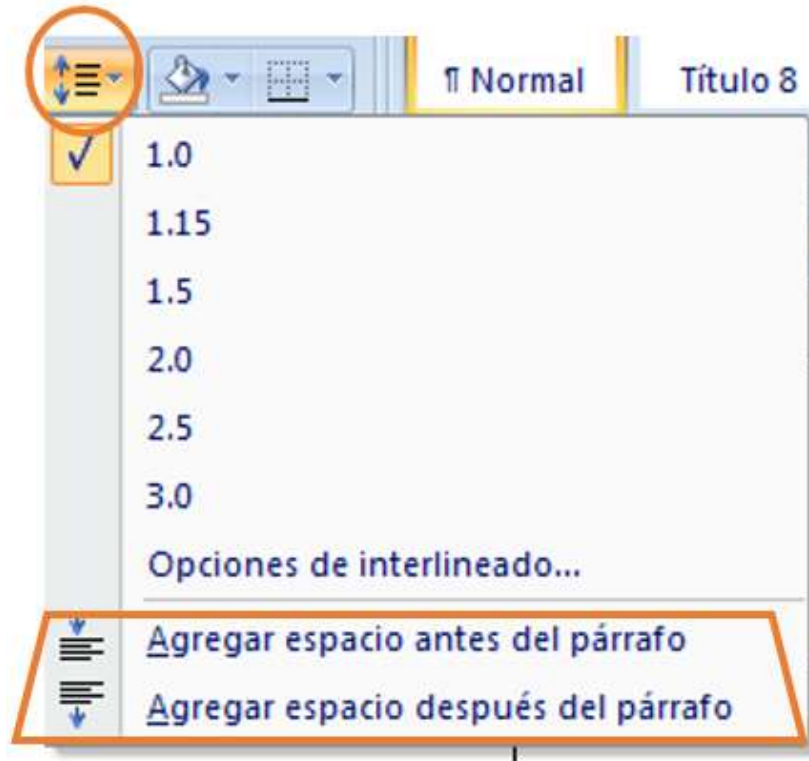 ¶ Normal Título 8
1.0
1.15
1.5
2.0
2.5
3.0
Opciones de interlineado...
Agregar espacio antes del párrafo
Agregar espacio después del párrafo